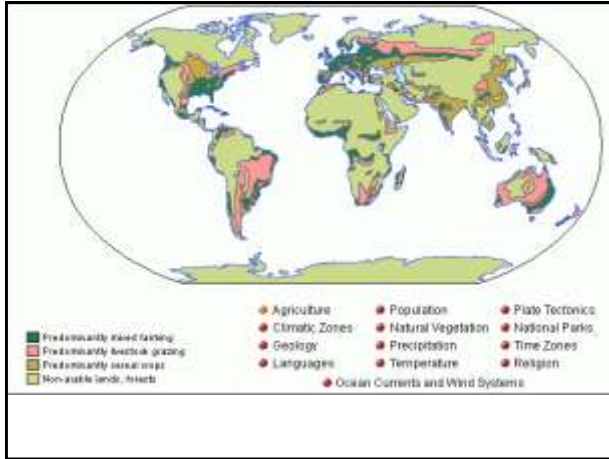 Agriculture
Population
Plate Tectonics
Climatic Zones
Natural Vegetation
National Parks
Geology
Precipitation
Time Zones
Languages
Temperature
Religion
Ocean Currents and Wind Systems
Predominantly mixed farming
Predominantly livestock grazing
Predominantly cereal crops
Non-arable lands, forests